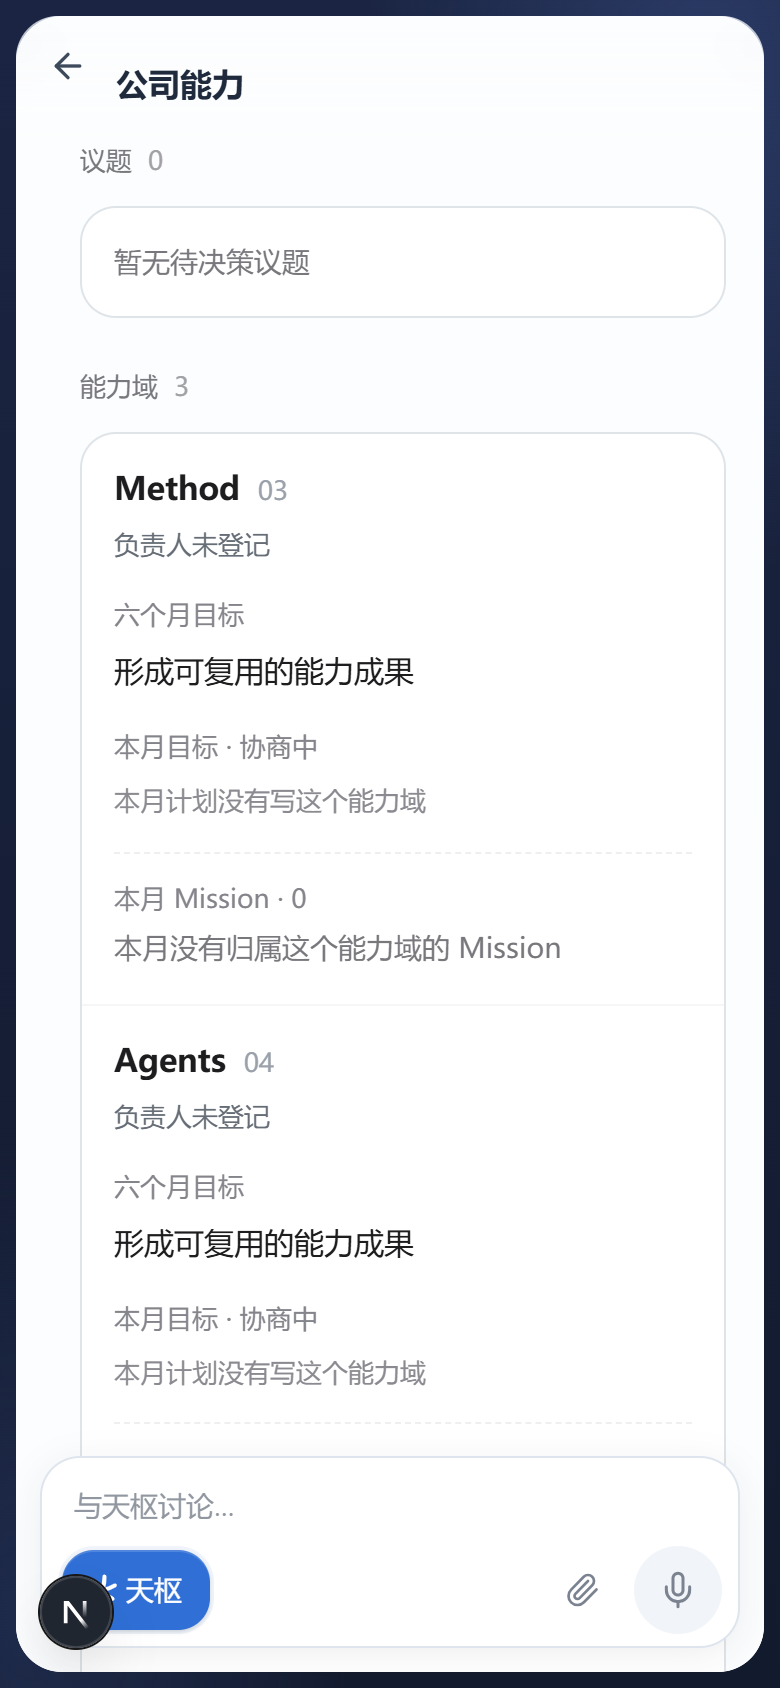 公司能力
议题 0
暂无待决策议题
能力域 3
Method 03
负责人未登记
六个月目标
形成可复用的能力成果
本月目标 · 协商中
本月计划没有写这个能力域
本月 Mission · 0
本月没有归属这个能力域的 Mission
Agents 04
负责人未登记
六个月目标
形成可复用的能力成果
本月目标 · 协商中
本月计划没有写这个能力域
与天枢讨论...
天枢
N